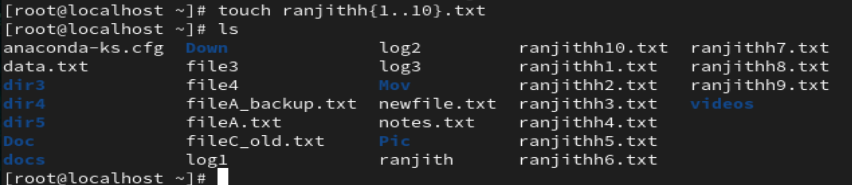 [root@localhost ~]# touch ranjithh{1..10}.txt
[root@localhost ~]# ls
anaconda-ks.cfg  Down              log2         ranjithh10.txt  ranjithh7.txt
data.txt         file3             log3         ranjithh1.txt   ranjithh8.txt
dir3             file4             Mov          ranjithh2.txt   ranjithh9.txt
dir4             fileA_backup.txt  newfile.txt  ranjithh3.txt   videos
dir5             fileA.txt         notes.txt    ranjithh4.txt
Doc              fileC_old.txt     Pic          ranjithh5.txt
docs             log1              ranjith      ranjithh6.txt
[root@localhost ~]#